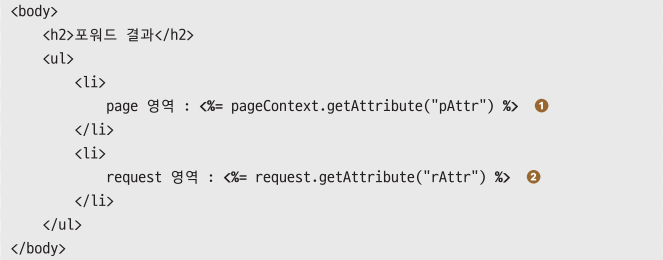 <body>
    <h2>포워드 결과</h2>
    <ul>
        <li>
            page 영역 : <%= pageContext.getAttribute("pAttr") %> ❶
        </li>
        <li>
            request 영역 : <%= request.getAttribute("rAttr") %> ❷
        </li>
    </ul>
</body>